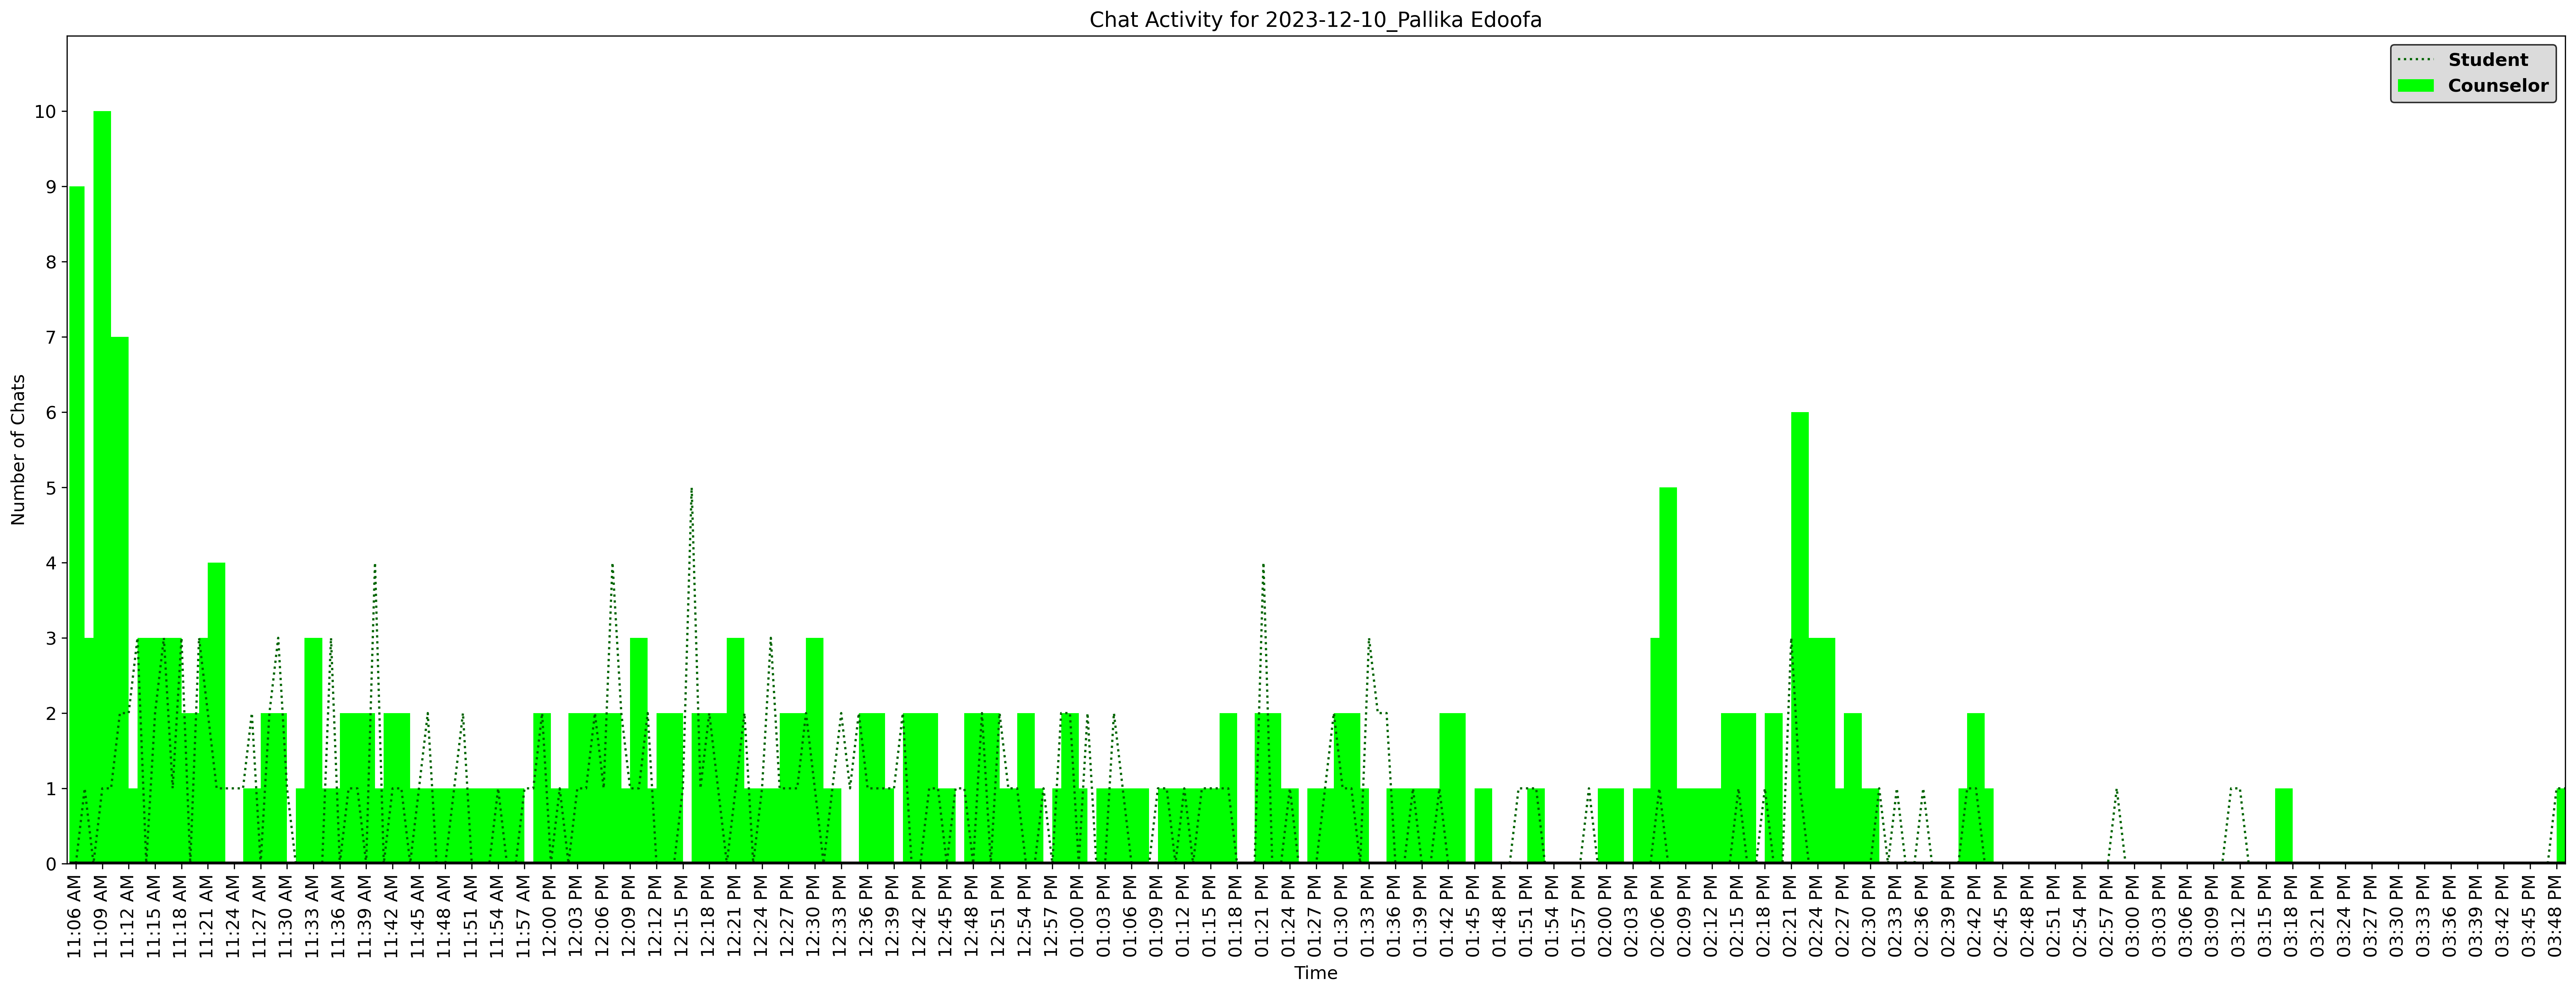 Chat Activity for 2023-12-10_Pallika Edoofa
Student
Counselor
Number of Chats
10
9
8
7
6
5
4
3
2
1
0
11:06 AM
11:09 AM
11:12 AM
11:15 AM
11:18 AM
11:21 AM
11:24 AM
11:27 AM
11:30 AM
11:33 AM
11:36 AM
11:39 AM
11:42 AM
11:45 AM
11:48 AM
11:51 AM
11:54 AM
11:57 AM
12:00 PM
12:03 PM
12:06 PM
12:09 PM
12:12 PM
12:15 PM
12:18 PM
12:21 PM
12:24 PM
12:27 PM
12:30 PM
12:33 PM
12:36 PM
12:39 PM
12:42 PM
12:45 PM
12:48 PM
12:51 PM
12:54 PM
12:57 PM
01:00 PM
01:03 PM
01:06 PM
01:09 PM
01:12 PM
01:15 PM
01:18 PM
01:21 PM
01:24 PM
01:27 PM
01:30 PM
01:33 PM
01:36 PM
01:39 PM
01:42 PM
01:45 PM
01:48 PM
01:51 PM
01:54 PM
01:57 PM
02:00 PM
02:03 PM
02:06 PM
02:09 PM
02:12 PM
02:15 PM
02:18 PM
02:21 PM
02:24 PM
02:27 PM
02:30 PM
02:33 PM
02:36 PM
02:39 PM
02:42 PM
02:45 PM
02:48 PM
02:51 PM
02:54 PM
02:57 PM
03:00 PM
03:03 PM
03:06 PM
03:09 PM
03:12 PM
03:15 PM
03:18 PM
03:21 PM
03:24 PM
03:27 PM
03:30 PM
03:33 PM
03:36 PM
03:39 PM
03:42 PM
03:45 PM
03:48 PM
Time